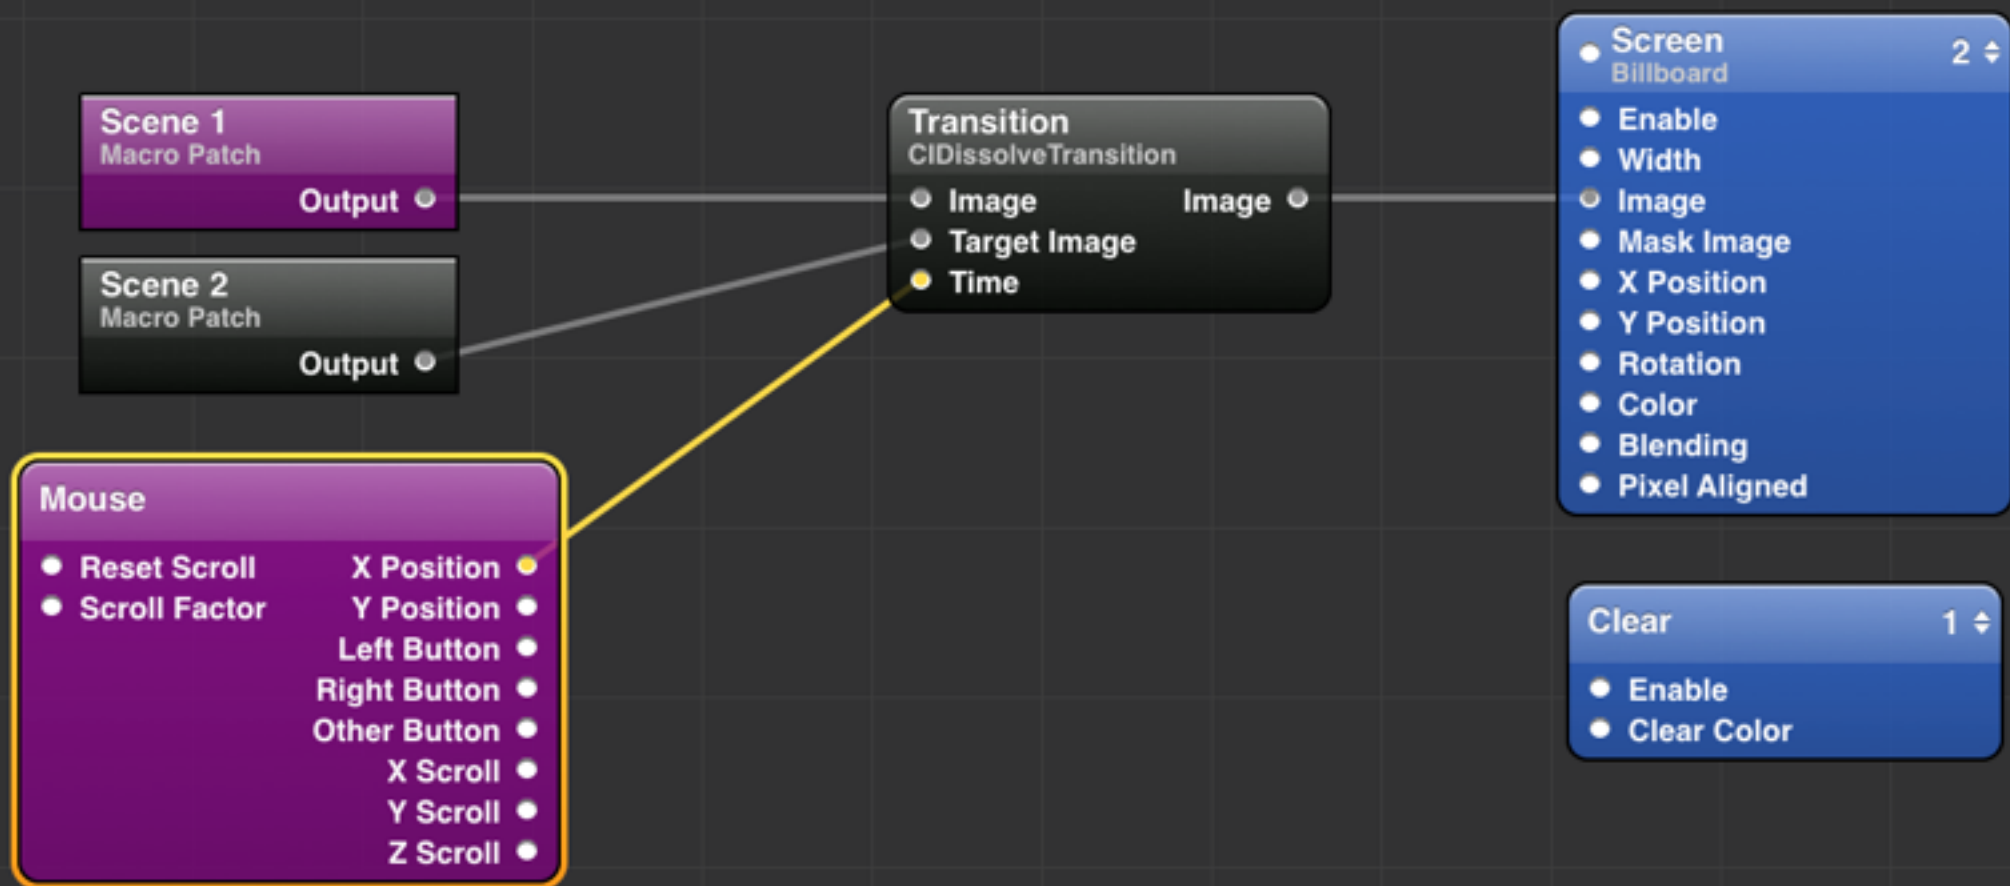 Scene 1
Macro Patch
Output
Scene 2
Macro Patch
Output
Mouse
Reset Scroll X Position
Scroll Factor Y Position
Left Button
Right Button
Other Button
X Scroll
Y Scroll
Z Scroll
Transition
CIDissolveTransition
Image Image
Target Image
Time
Screen 2
Billboard
Enable
Width
Image
Mask Image
X Position
Y Position
Rotation
Color
Blending
Pixel Aligned
Clear 1
Enable
Clear Color